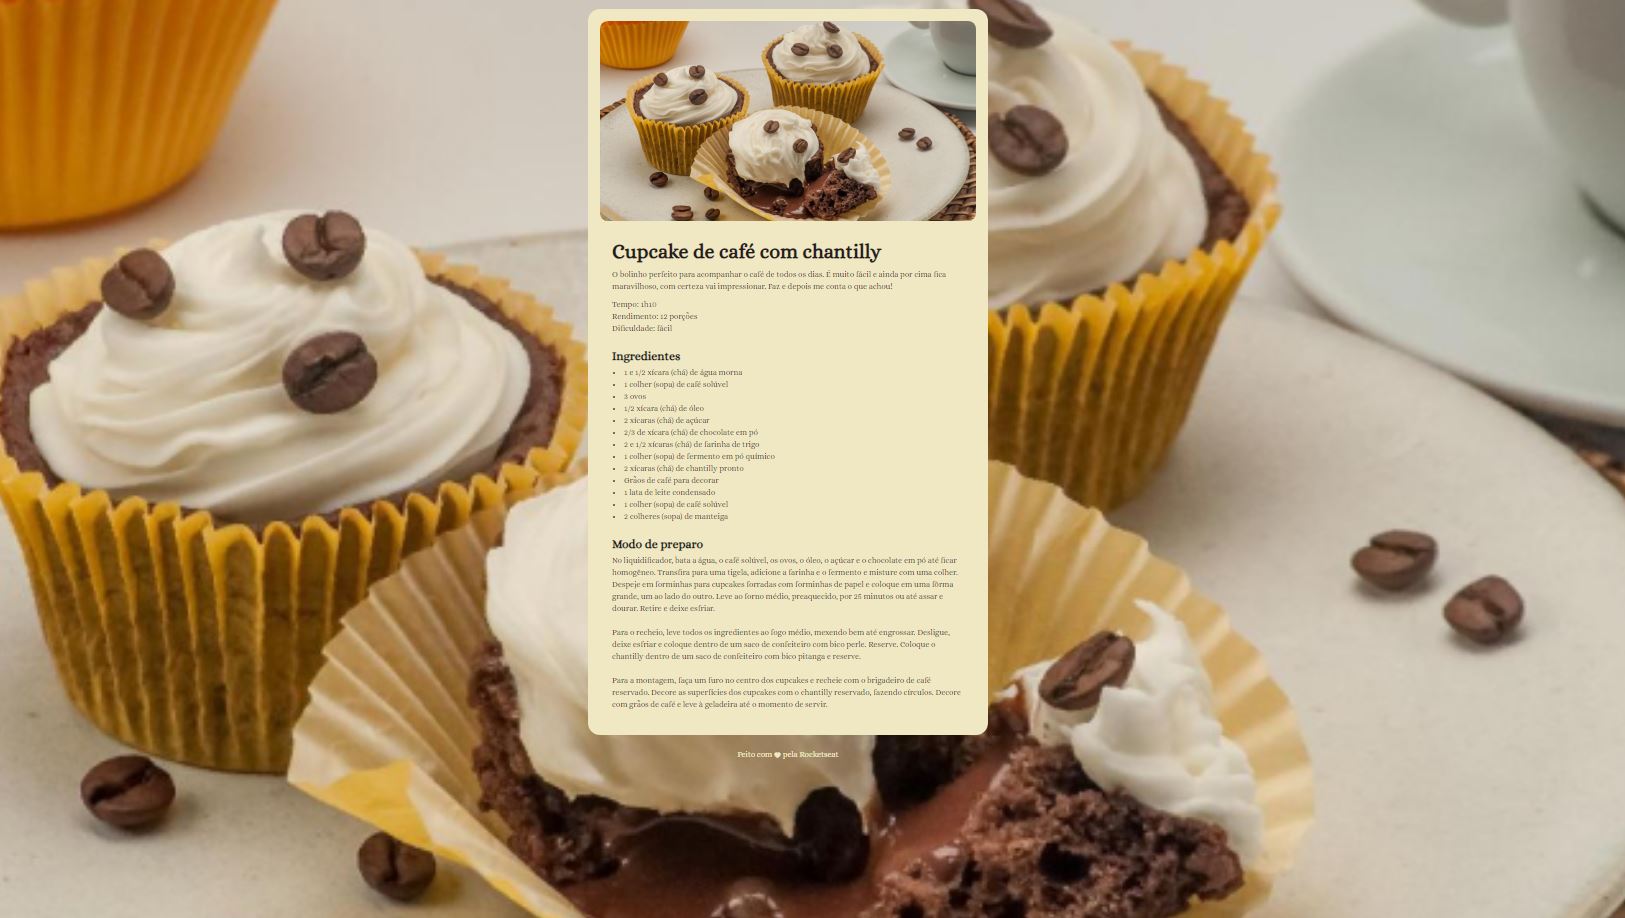 Cupcake de café com chantilly
O bolinho perfeito para acompanhar o café de todos os dias. É muito fácil e ainda por cima fica
maravilhoso, com certeza vai impressionar. Faz e depois me conta o que achou!
Tempo: 1h10
Rendimento: 12 porções
Dificuldade: fácil
Ingredientes
• 1 e 1/2 xícara (chá) de água morna
• 1 colher (sopa) de café solúvel
• 3 ovos
• 1/2 xícara (chá) de óleo
• 2 xícaras (chá) de açúcar
• 2/3 de xícara (chá) de chocolate em pó
• 2 e 1/2 xícaras (chá) de farinha de trigo
• 1 colher (sopa) de fermento em pó químico
• 2 xícaras (chá) de chantilly pronto
• Grãos de café para decorar
• 1 lata de leite condensado
• 1 colher (sopa) de café solúvel
• 2 colheres (sopa) de manteiga
Modo de preparo
No liquidificador, bata a água, o café solúvel, os ovos, o óleo, o açúcar e o chocolate em pó até ficar
homogêneo. Transfira para uma tigela, adicione a farinha e o fermento e misture com uma colher.
Despeje em forminhas para cupcakes forradas com forminhas de papel e coloque em uma fôrma
grande, um ao lado do outro. Leve ao forno médio, preaquecido, por 25 minutos ou até assar e
dourar. Retire e deixe esfriar.
Para o recheio, leve todos os ingredientes ao fogo médio, mexendo bem até engrossar. Desligue,
deixe esfriar e coloque dentro de um saco de confeiteiro com bico perle. Reserve. Coloque o
chantilly dentro de um saco de confeiteiro com bico pitanga e reserve.
Para a montagem, faça um furo no centro dos cupcakes e recheie com o brigadeiro de café
reservado. Decore as superfícies dos cupcakes com o chantilly reservado, fazendo círculos. Decore
com grãos de café e leve à geladeira até o momento de servir.
Feito com ♥ pela Rocketseat